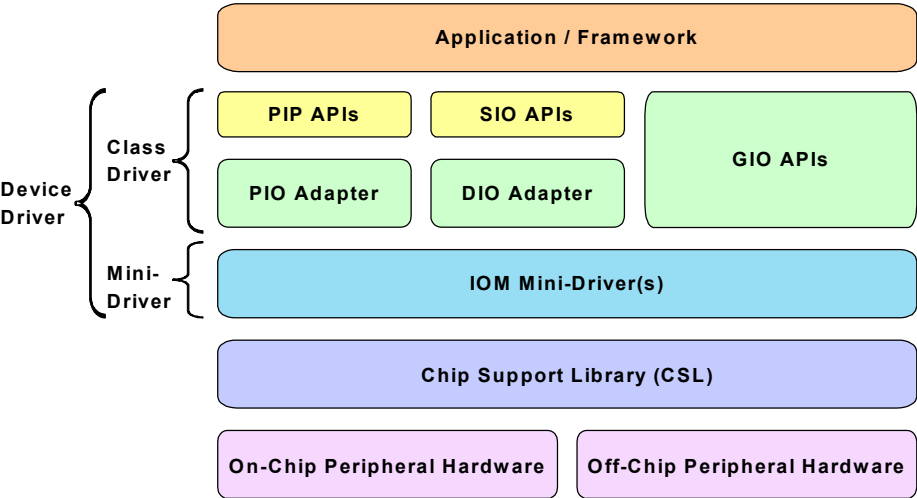 Application / Framework
PIP APIs
SIO APIs
GIO APIs
Class
Driver
PIO Adapter
DIO Adapter
Device
Driver
Mini-
Driver
IOM Mini-Driver(s)
Chip Support Library (CSL)
On-Chip Peripheral Hardware
Off-Chip Peripheral Hardware